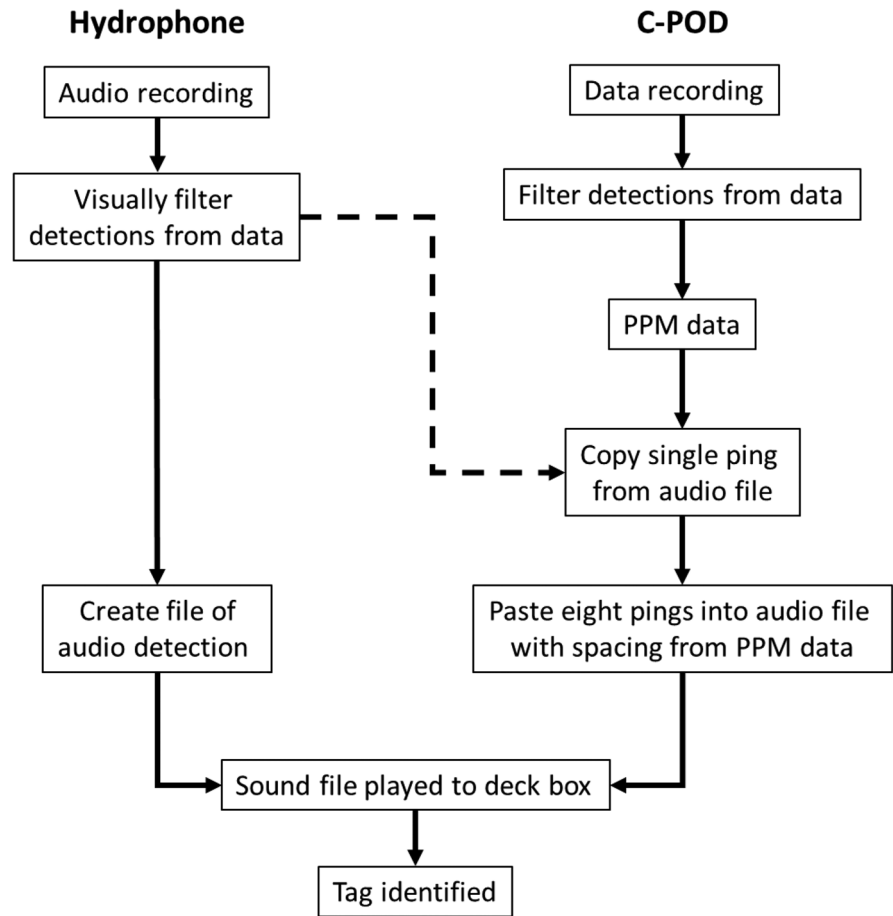 Hydrophone
Audio recording
Visually filter
detections from data
Create file of
audio detection
C-POD
Data recording
Filter detections from data
PPM data
Copy single ping
from audio file
Paste eight pings into audio file
with spacing from PPM data
Sound file played to deck box
Tag identified